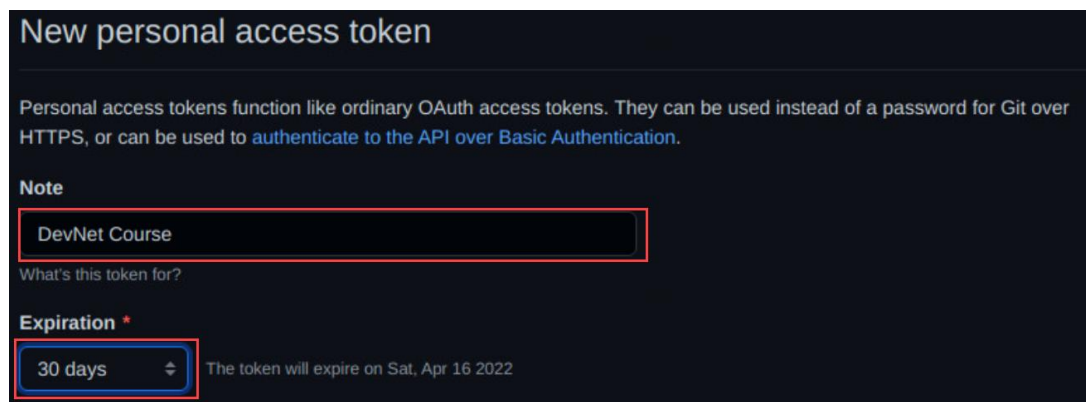 New personal access token
Personal access tokens function like ordinary OAuth access tokens. They can be used instead of a password for Git over
HTTPS, or can be used to authenticate to the API over Basic Authentication.
Note
DevNet Course
What's this token for?
Expiration *
30 days The token will expire on Sat, Apr 16 2022